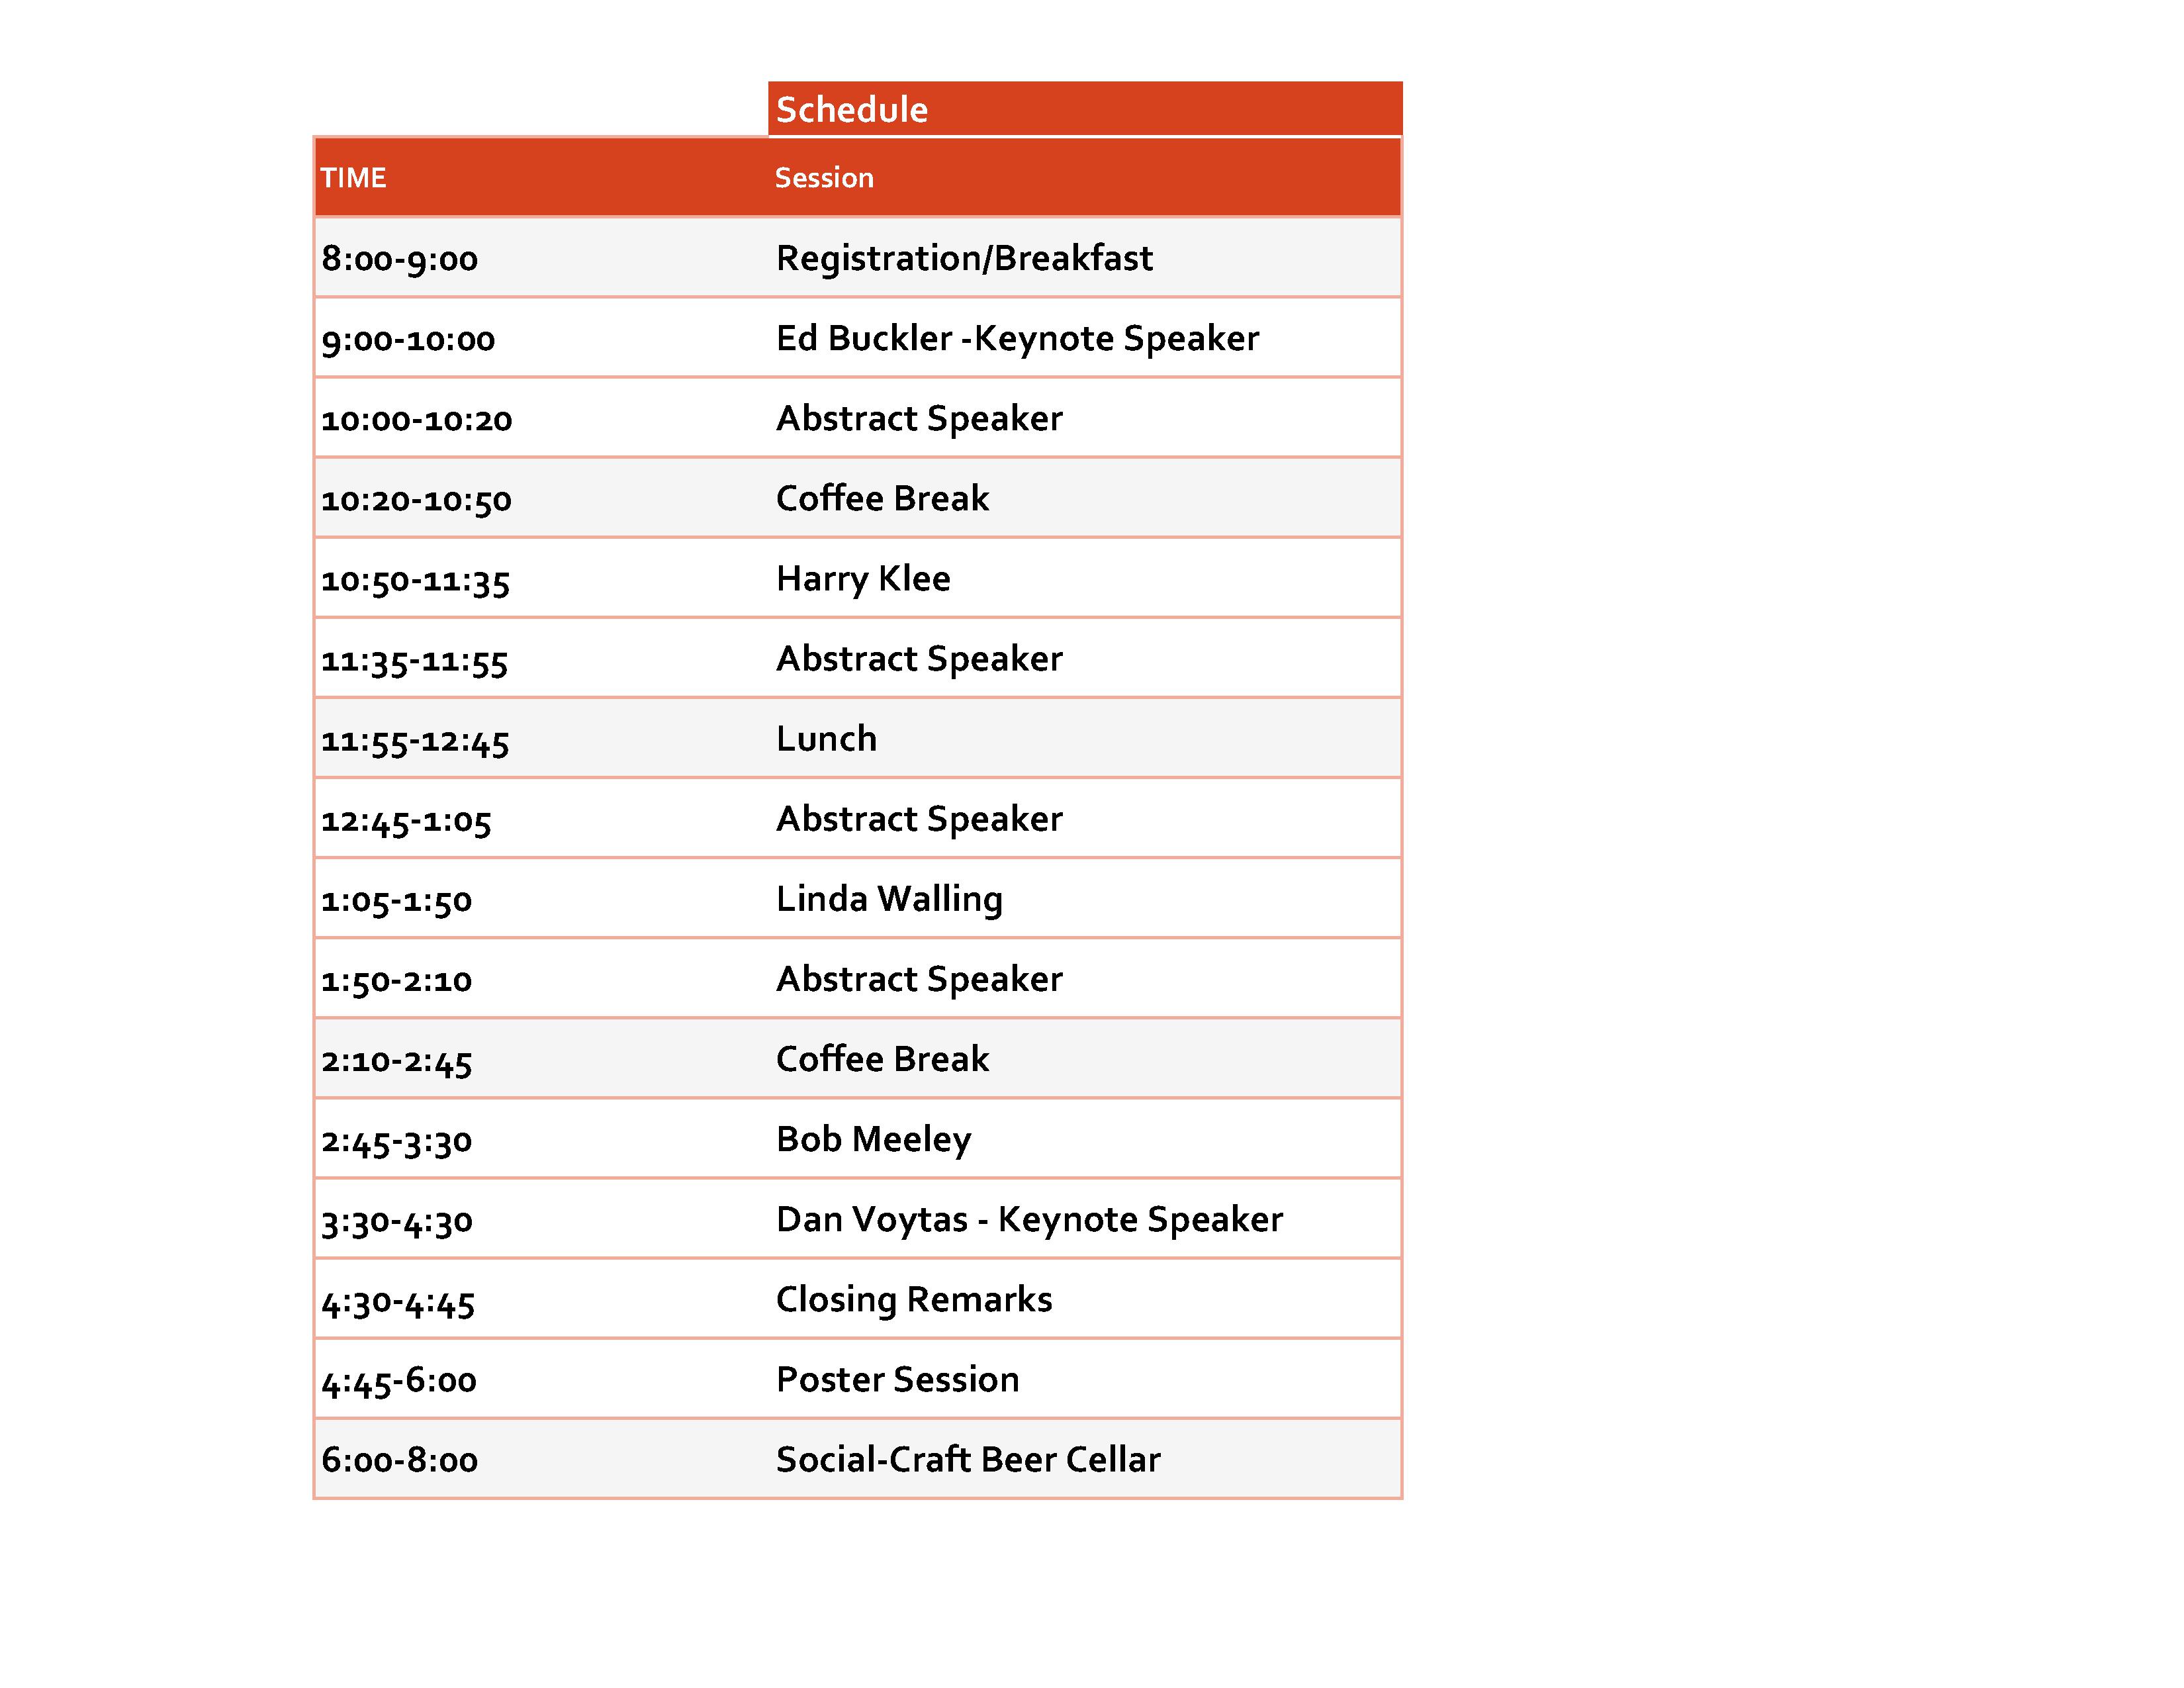 Schedule
TIME Session
8:00-9:00 Registration/Breakfast
9:00-10:00 Ed Buckler -Keynote Speaker
10:00-10:20 Abstract Speaker
10:20-10:50 Coffee Break
10:50-11:35 Harry Klee
11:35-11:55 Abstract Speaker
11:55-12:45 Lunch
12:45-1:05 Abstract Speaker
1:05-1:50 Linda Walling
1:50-2:10 Abstract Speaker
2:10-2:45 Coffee Break
2:45-3:30 Bob Meeley
3:30-4:30 Dan Voytas - Keynote Speaker
4:30-4:45 Closing Remarks
4:45-6:00 Poster Session
6:00-8:00 Social-Craft Beer Cellar